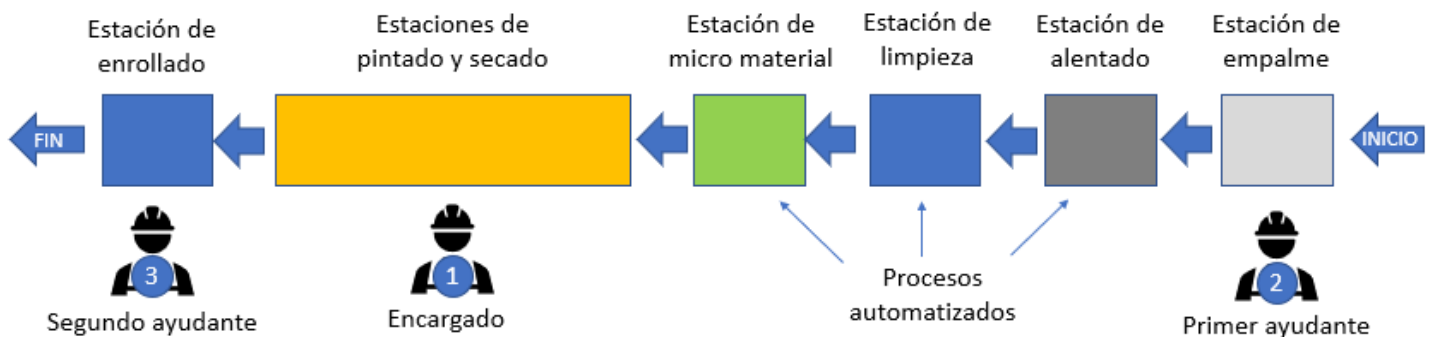 Estación de
enrollado
Estaciones de
pintado y secado
Estación de
micro material
Estación de
limpieza
Estación de
alentado
Estación de
empalme
FIN
INICIO
3
Segundo ayudante
1
Encargado
Procesos
automatizados
2
Primer ayudante